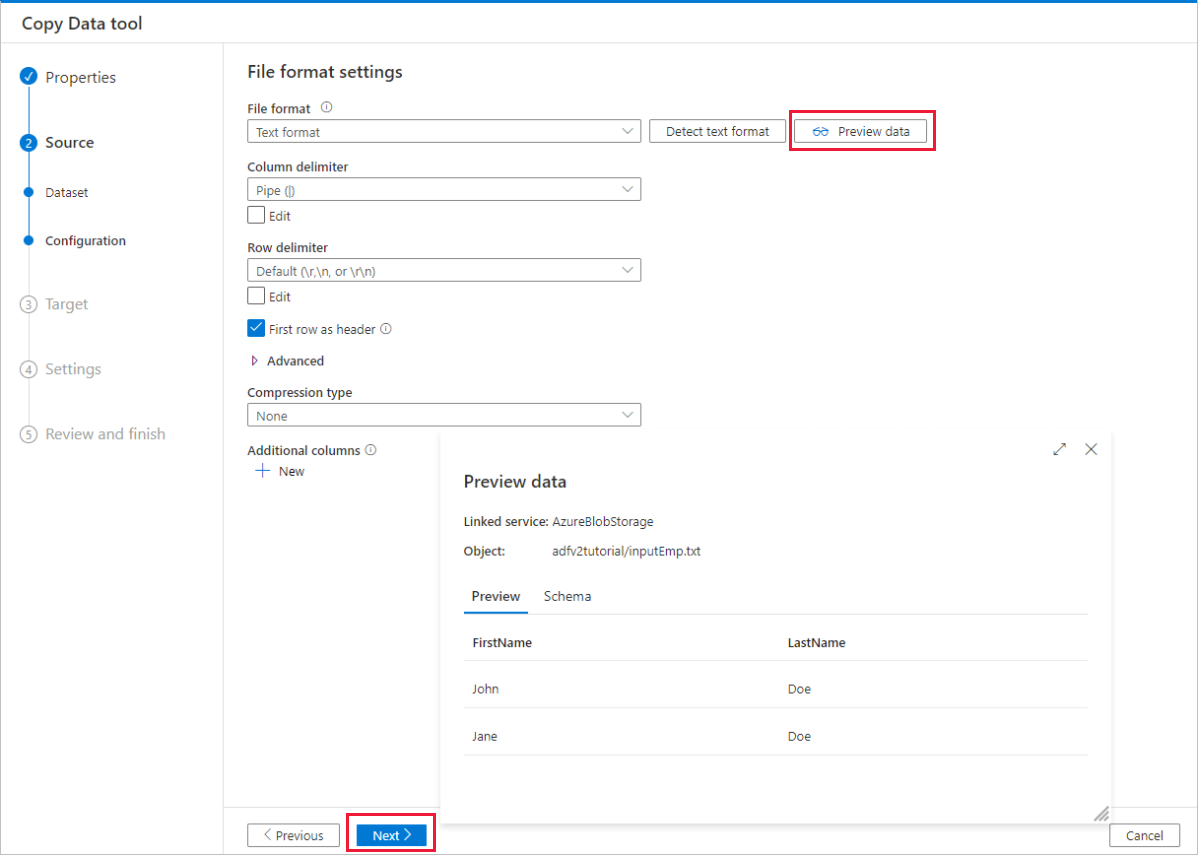 Copy Data tool
Properties
2 Source
Dataset
Configuration
3 Target
4 Settings
5 Review and finish
File format settings
File format
Text format
Detect text format
Preview data
Column delimiter
Pipe (|)
Edit
Row delimiter
Default (\r,\n, or \r\n)
Edit
First row as header
Advanced
Compression type
None
Additional columns
New
Preview data
Linked service: AzureBlobStorage
Object: adfv2tutorial/inputEmp.txt
Preview Schema
FirstName LastName
John Doe
Jane Doe
Previous
Next
Cancel